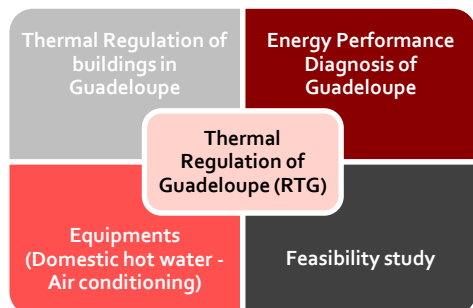 Thermal Regulation of
buildings in
Guadeloupe
Energy Performance
Diagnosis of
Guadeloupe
Thermal
Regulation of
Guadeloupe (RTG)
Equipments
(Domestic hot water -
Air conditioning)
Feasibility study